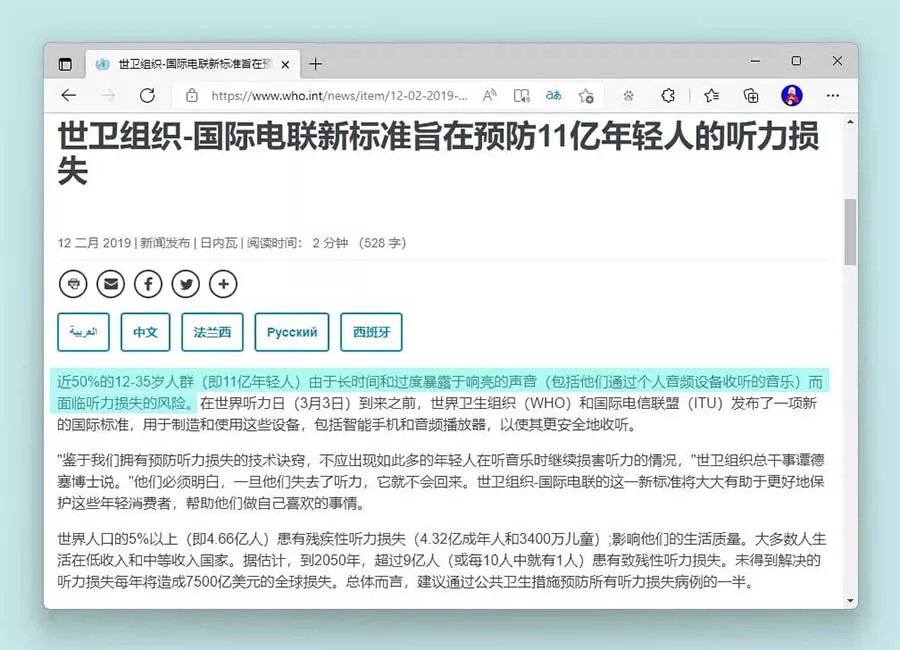 世卫组织-国际电联新标准旨在预
https://www.who.int/news/item/12-02-2019-...
世卫组织-国际电联新标准旨在预防11亿年轻人的听力损
失
12 二月 2019 | 新闻发布 | 日内瓦 | 阅读时间： 2 分钟 （528 字）
العربية
中文
法兰西
Русский
西班牙
近50%的12-35岁人群（即11亿年轻人）由于长时间和过度暴露于响亮的声音（包括他们通过个人音频设备收听的音乐）而
面临听力损失的风险。在世界听力日（3月3日）到来之前，世界卫生组织（WHO）和国际电信联盟（ITU）发布了一项新
的国际标准，用于制造和使用这些设备，包括智能手机和音频播放器，以使其更安全地收听。
"鉴于我们拥有预防听力损失的技术诀窍，不应出现如此多的年轻人在听音乐时继续损害听力的情况，"世卫组织总干事谭德
塞博士说。"他们必须明白，一旦他们失去了听力，它就不会回来。世卫组织-国际电联的这一新标准将大大有助于更好地保
护这些年轻消费者，帮助他们做自己喜欢的事情。
世界人口的5%以上（即4.66亿人）患有残疾性听力损失（4.32亿成年人和3400万儿童）;影响他们的生活质量。大多数人生
活在低收入和中等收入国家。据估计，到2050年，超过9亿人（或每10人中就有1人）患有致残性听力损失。未得到解决的
听力损失每年将造成7500亿美元的全球损失。总体而言，建议通过公共卫生措施预防所有听力损失病例的一半。